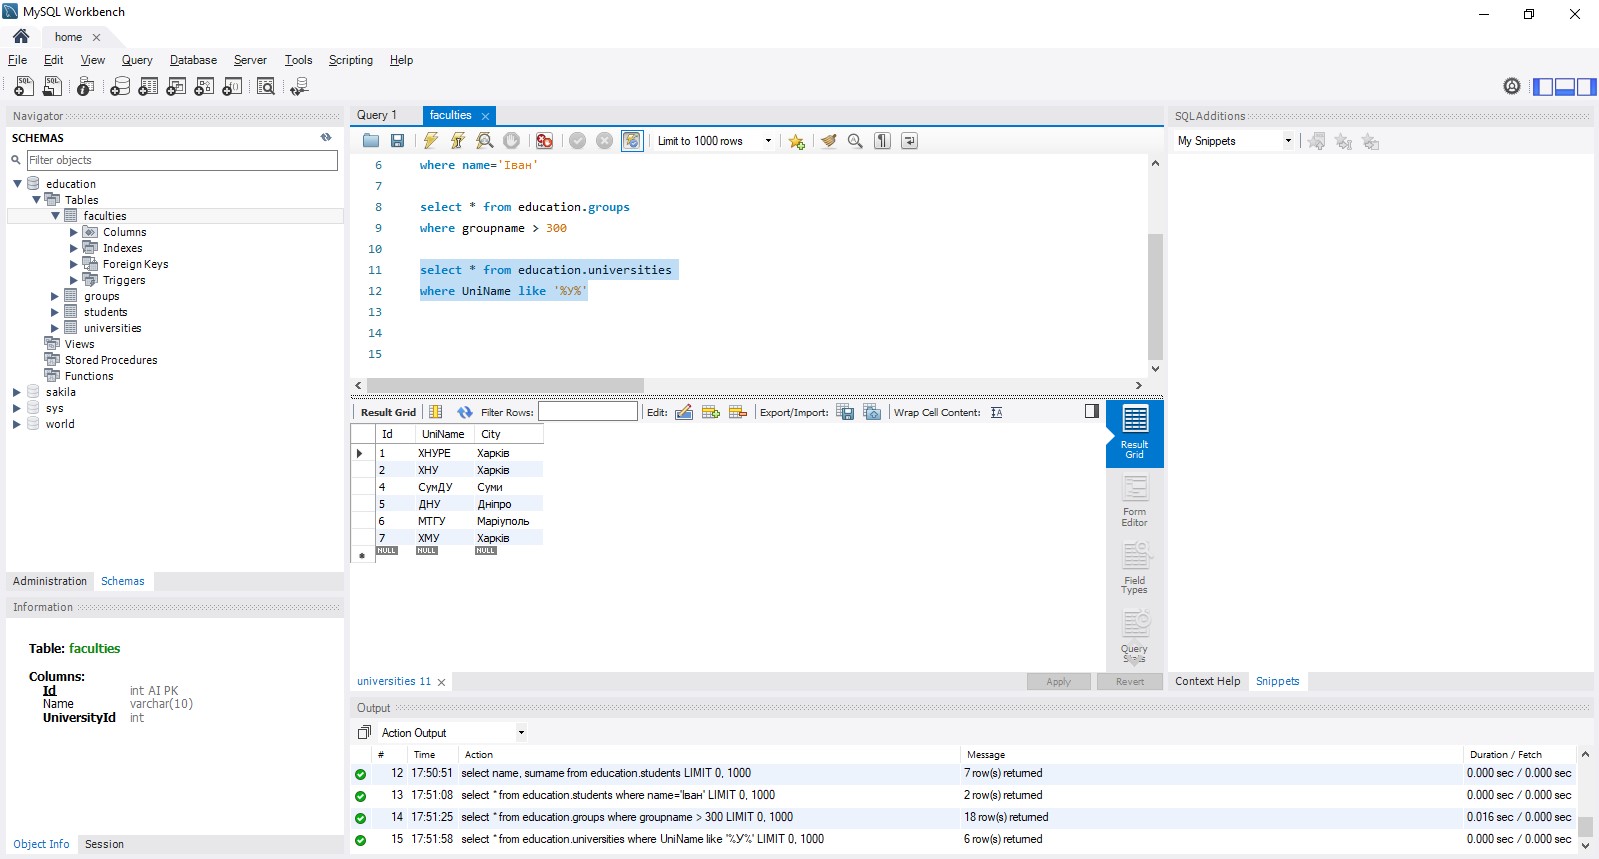 MySQL Workbench
home
File Edit View Query Database Server Tools Scripting Help
Navigator
SCHEMAS
Filter objects
education
Tables
faculties
Columns
Indexes
Foreign Keys
Triggers
groups
students
universities
Views
Stored Procedures
Functions
sakila
sys
world
Administration Schemas
Information
Table: faculties
Columns:
Id int AI PK
Name varchar(10)
UniversityId int
Object Info Session
Query 1 faculties
Limit to 1000 rows
6 where name='Іван'
7
8 select * from education.groups
9 where groupname > 300
10
11 select * from education.universities
12 where UniName like '%У%'
13
14
15
Result Grid Filter Rows: Edit: Export/Import: Wrap Cell Content:
Id UniName City
1 ХНУРЕ Харків
2 ХНУ Харків
4 СумДУ Суми
5 ДНУ Дніпро
6 МТГУ Маріуполь
7 ХМУ Харків
NULL NULL NULL
Result
Grid
Form
Editor
Field
Types
Query
Stats
universities 11 Apply Revert
SQLAdditions
My Snippets
Context Help Snippets
Output
Action Output
# Time Action Message Duration / Fetch
12 17:50:51 select name, surname from education.students LIMIT 0, 1000 7 row(s) returned 0.000 sec / 0.000 sec
13 17:51:08 select * from education.students where name='Іван' LIMIT 0, 1000 2 row(s) returned 0.000 sec / 0.000 sec
14 17:51:25 select * from education.groups where groupname > 300 LIMIT 0, 1000 18 row(s) returned 0.016 sec / 0.000 sec
15 17:51:58 select * from education.universities where UniName like '%У%' LIMIT 0, 1000 6 row(s) returned 0.000 sec / 0.000 sec